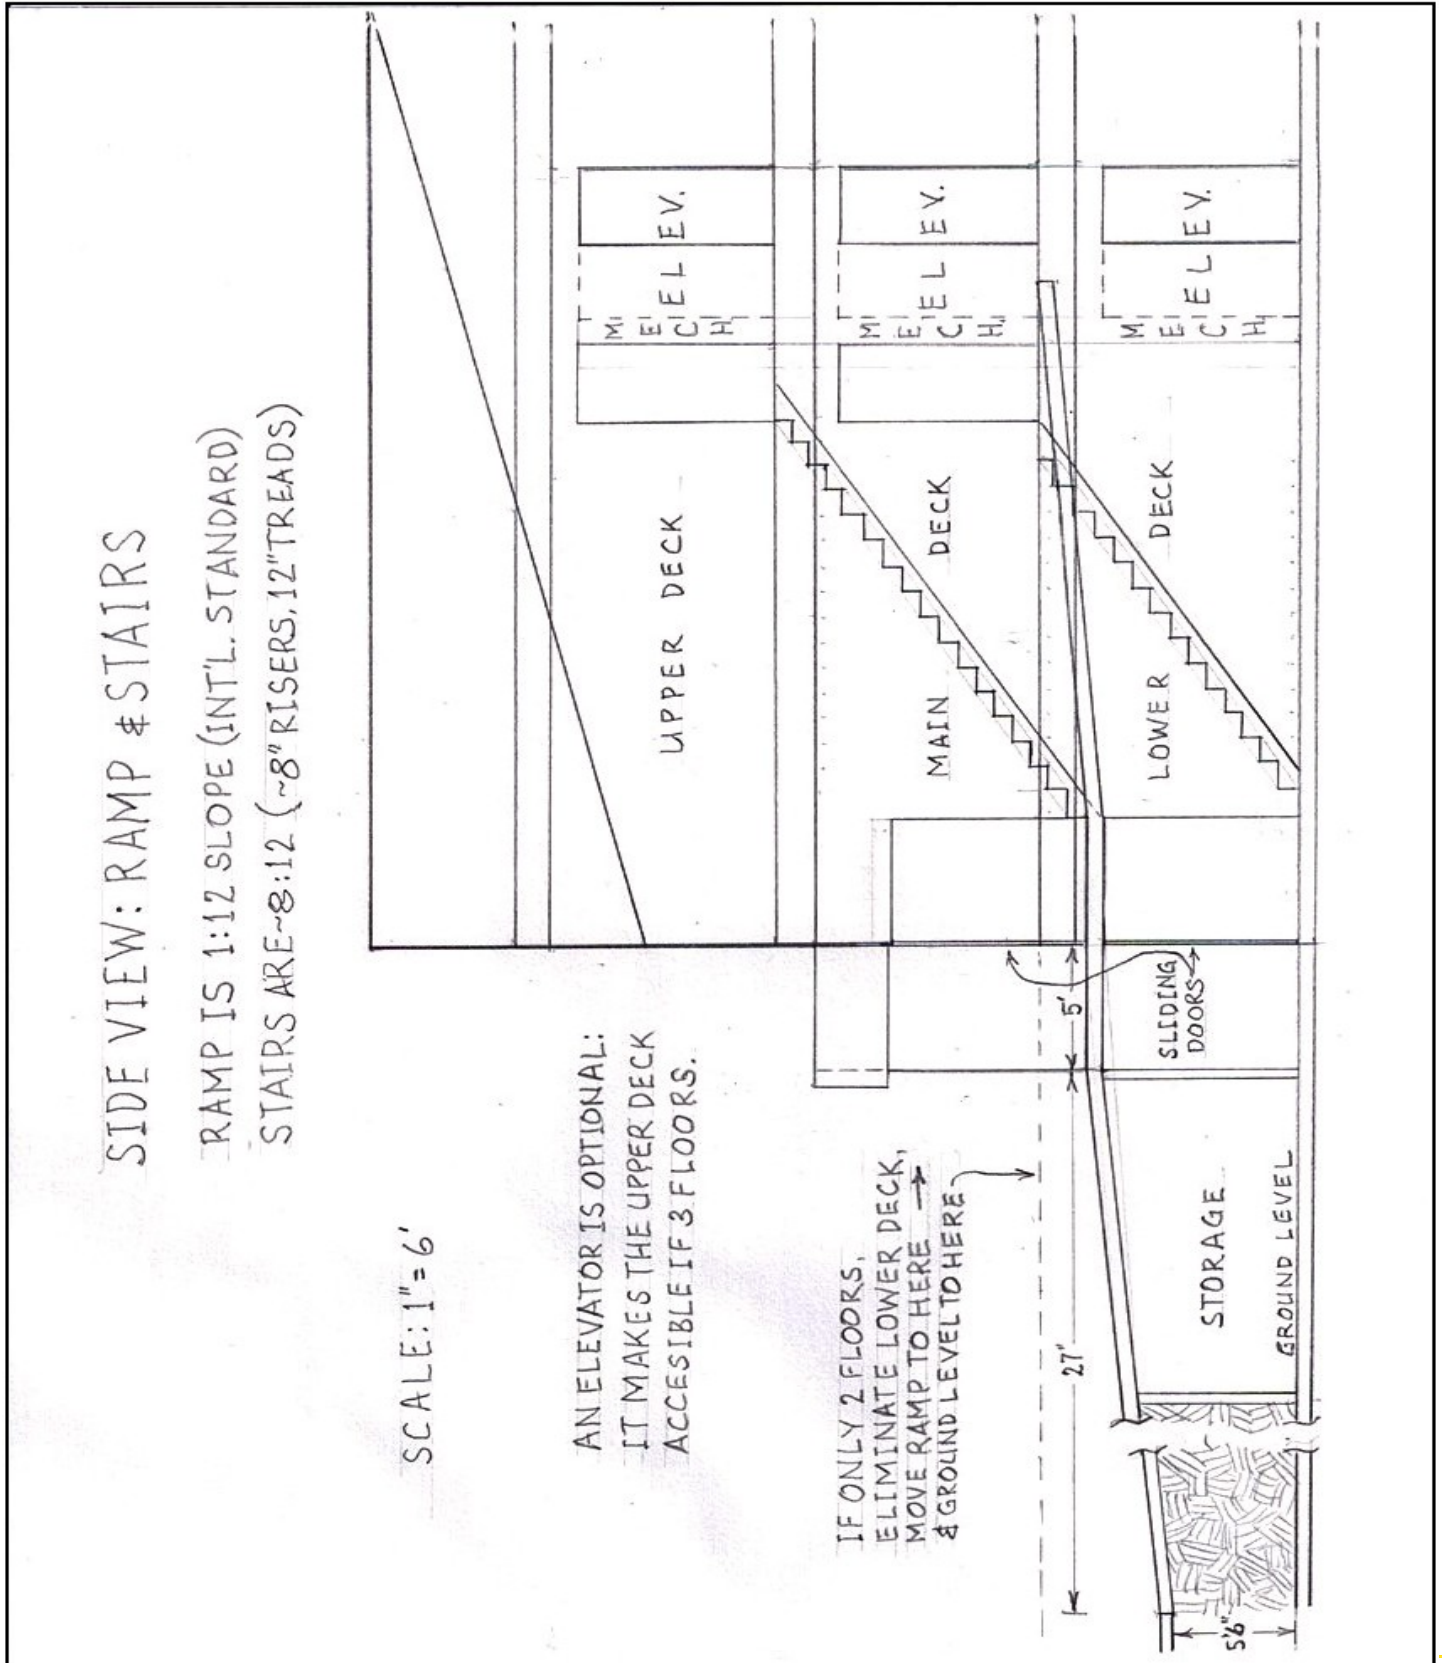 SIDE VIEW: RAMP & STAIRS
RAMP IS 1:12 SLOPE (INT'L. STANDARD)
STAIRS ARE ~8:12 (~8" RISERS, 12" TREADS)
SCALE: 1" = 6'
AN ELEVATOR IS OPTIONAL:
IT MAKES THE UPPER DECK
ACCESIBLE IF 3 FLOORS.
UPPER DECK
MECH
ELEV.
IF ONLY 2 FLOORS,
ELIMINATE LOWER DECK,
MOVE RAMP TO HERE →
& GROUND LEVEL TO HERE
MAIN DECK
MECH
ELEV.
27"
5'
SLIDING
DOORS
LOWER DECK
MECH
ELEV.
STORAGE
GROUND LEVEL
5'6"